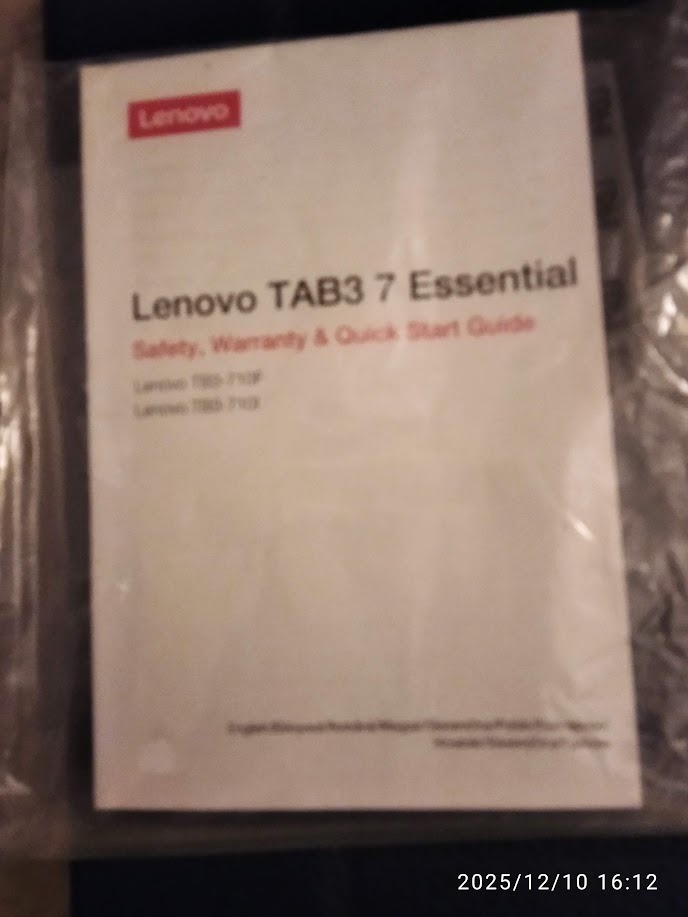 Lenovo
Lenovo TAB3 7 Essential
Safety, Warranty & Quick Start Guide
Lenovo TB3-710F
Lenovo TB3-710I
2025/12/10 16:12